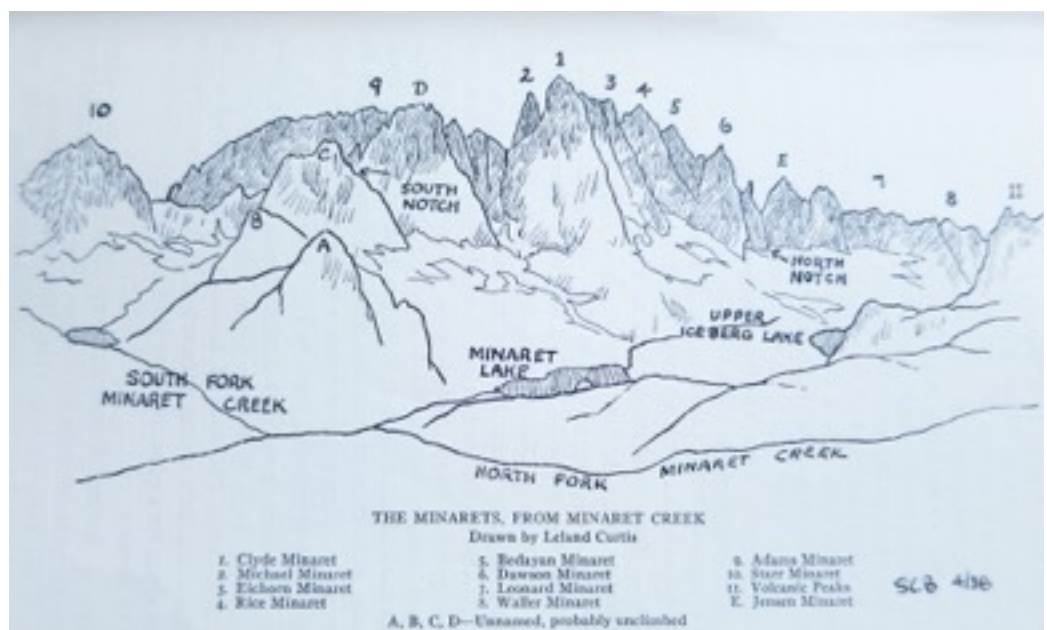 1
2
3
4
5
6
7
8
9
10
11
A
B
C
D
E
SOUTH
NOTCH
NORTH
NOTCH
UPPER
ICEBERG LAKE
MINARET
LAKE
SOUTH FORK
MINARET CREEK
NORTH FORK MINARET CREEK
THE MINARETS, FROM MINARET CREEK
Drawn by Leland Curtis
1. Clyde Minaret
2. Michael Minaret
3. Eichorn Minaret
4. Rice Minaret
5. Bedayan Minaret
6. Dawson Minaret
7. Leonard Minaret
8. Waller Minaret
9. Adams Minaret
10. Starr Minaret
11. Volcanic Peaks
E. Jensen Minaret
A, B, C, D—Unnamed, probably unclimbed
SCB 4/38